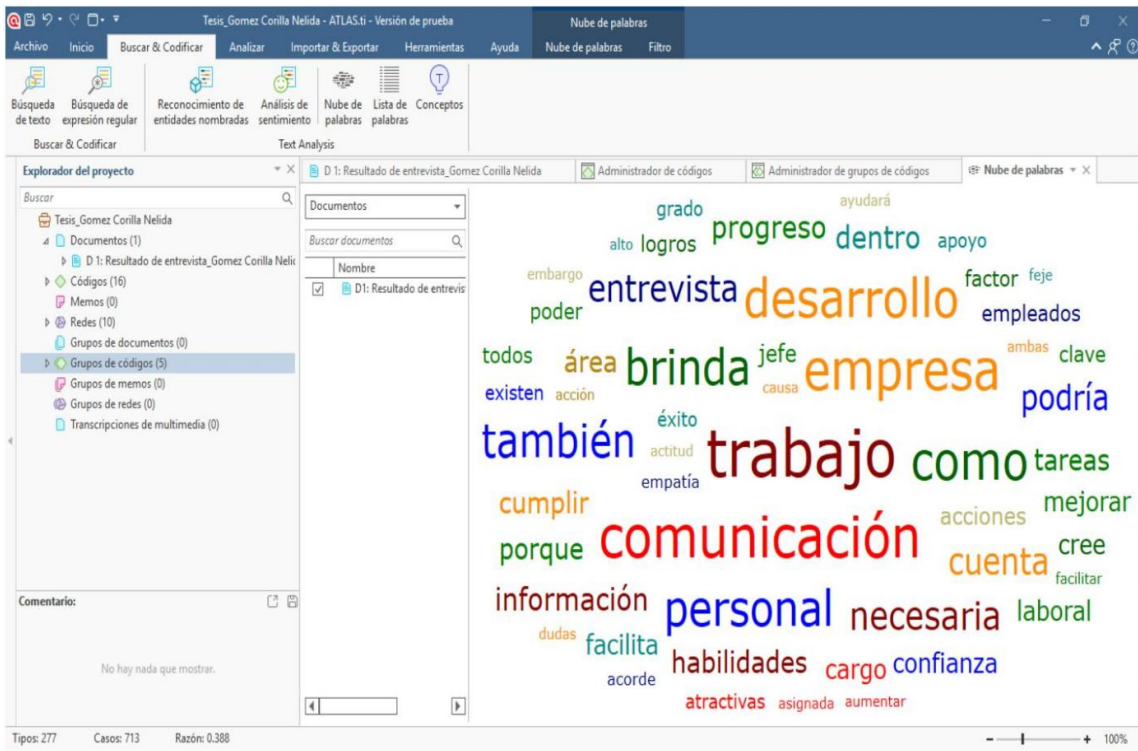 Tesis_Gomez Corilla Nelida - ATLAS.ti - Versión de prueba
Nube de palabras
Archivo Inicio Buscar & Codificar Analizar Importar & Exportar Herramientas Ayuda Nube de palabras Filtro
Búsqueda de texto
Búsqueda de expresión regular
Reconocimiento de entidades nombradas
Análisis de sentimiento
Nube de palabras
Lista de palabras
Conceptos
Buscar & Codificar
Text Analysis
Explorador del proyecto
D 1: Resultado de entrevista_Gomez Corilla Nelida
Administrador de códigos
Administrador de grupos de códigos
Nube de palabras
Buscar
Tesis_Gomez Corilla Nelida
Documentos (1)
D 1: Resultado de entrevista_Gomez Corilla Nelic
Códigos (16)
Memos (0)
Redes (10)
Grupos de documentos (0)
Grupos de códigos (5)
Grupos de memos (0)
Grupos de redes (0)
Transcripciones de multimedia (0)
Comentario:
No hay nada que mostrar.
Documentos
Buscar documentos
Nombre
D1: Resultado de entrevis
ayudará
grado
progreso
dentro
alto logros
apoyo
embargo
entrevista
desarrollo
factor feje
poder
empleados
todos
área
brinda
jefe
empresa
ambas
clave
existen acción
causa
podría
éxito
también
actitud
trabajo
como
tareas
empatía
cumplir
acciones
mejorar
porque
comunicación
cuenta
cree
facilitar
información
personal
necesaria
laboral
dudas
facilita
habilidades
cargo
confianza
acorde
atractivas asignada aumentar
Tipos: 277 Casos: 713 Razón: 0.388
100%